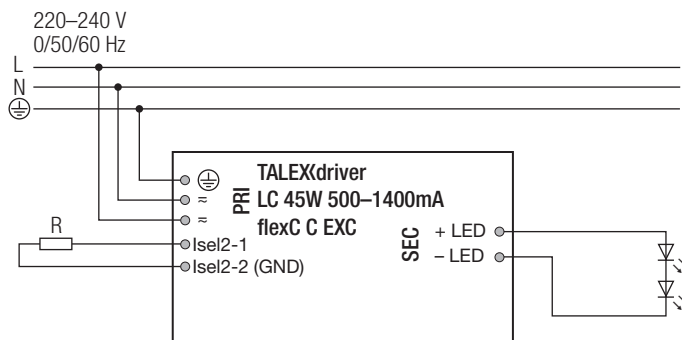 220–240 V
0/50/60 Hz
L
N
TALEXXdriver
PRI
LC 45W 500–1400mA
≂
≂
flexC C EXC
SEC
+ LED
– LED
R
Isel2-1
Isel2-2 (GND)